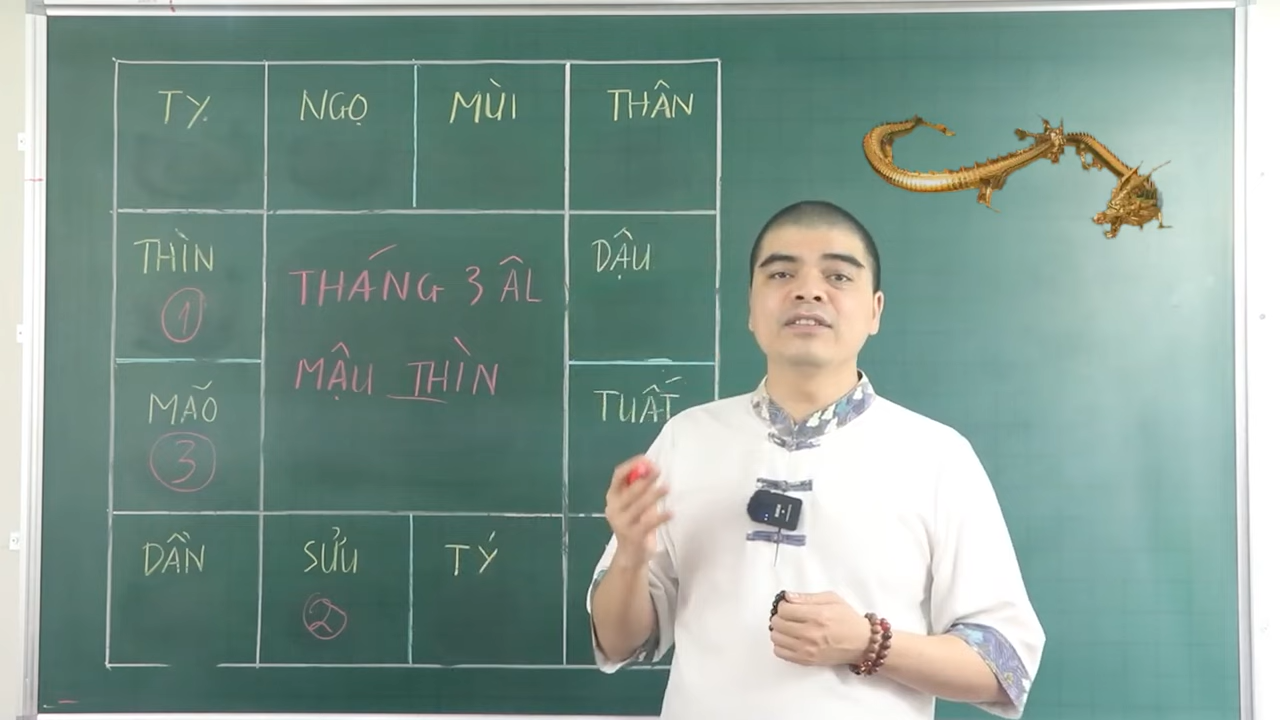 TỴ
NGỌ
MÙI
THÂN
THÌN
①
THÁNG 3 ÂL
MẬU THÌN
DẬU
MÃO
③
TUẤT
DẦN
SỬU
②
TÝ